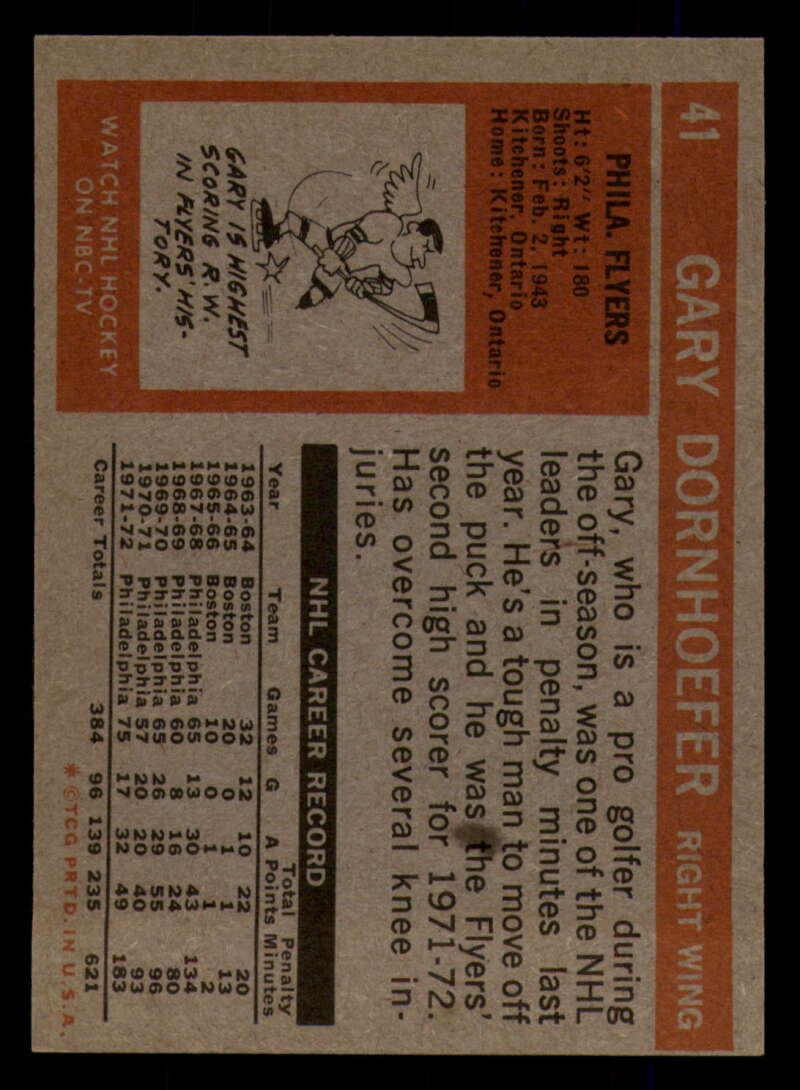 41 GARY DORNHOEFER RIGHT WING
PHILA. FLYERS
Ht: 6'2" Wt: 180
Shoots: Right
Born: Feb. 2, 1943
Kitchener, Ontario
Home: Kitchener, Ontario
GARY IS HIGHEST
SCORING R.W.
IN FLYERS' HIS-
TORY.
WATCH NHL HOCKEY
ON NBC-TV
Gary, who is a pro golfer during
the off-season, was one of the NHL
leaders in penalty minutes last
year. He's a tough man to move off
the puck and he was the Flyers'
second high scorer for 1971-72.
Has overcome several knee in-
juries.
NHL CAREER RECORD
Total Penalty
Year Team Games G A Points Minutes
1963-64 Boston 32 12 10 22 20
1964-65 Boston 20 0 1 1 13
1965-66 Boston 10 0 1 1 2
1967-68 Philadelphia 65 13 30 43 134
1968-69 Philadelphia 60 8 16 24 80
1969-70 Philadelphia 65 26 29 55 96
1970-71 Philadelphia 57 20 20 40 93
1971-72 Philadelphia 75 17 32 49 183
Career Totals 384 96 139 235 621
* © TCG PRTD. IN U.S.A.